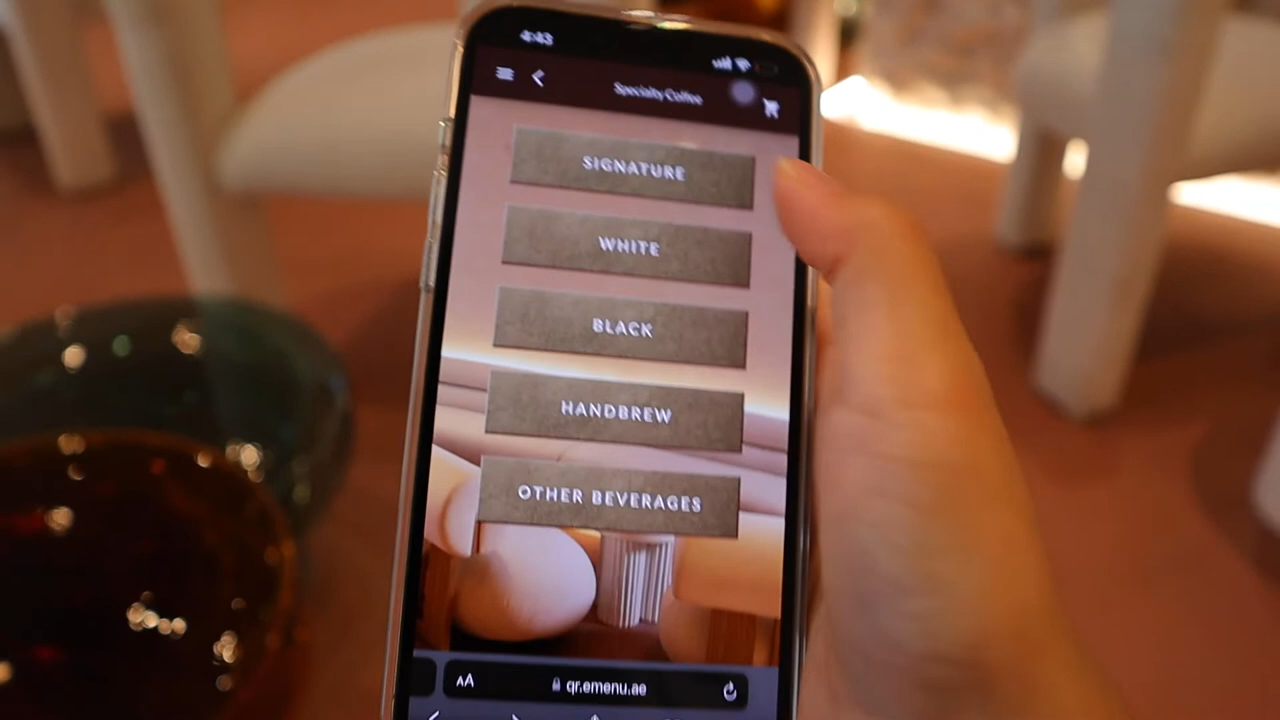 4:43
Specialty Coffee
SIGNATURE
WHITE
BLACK
HANDBREW
OTHER BEVERAGES
AA
qr.emenu.ae